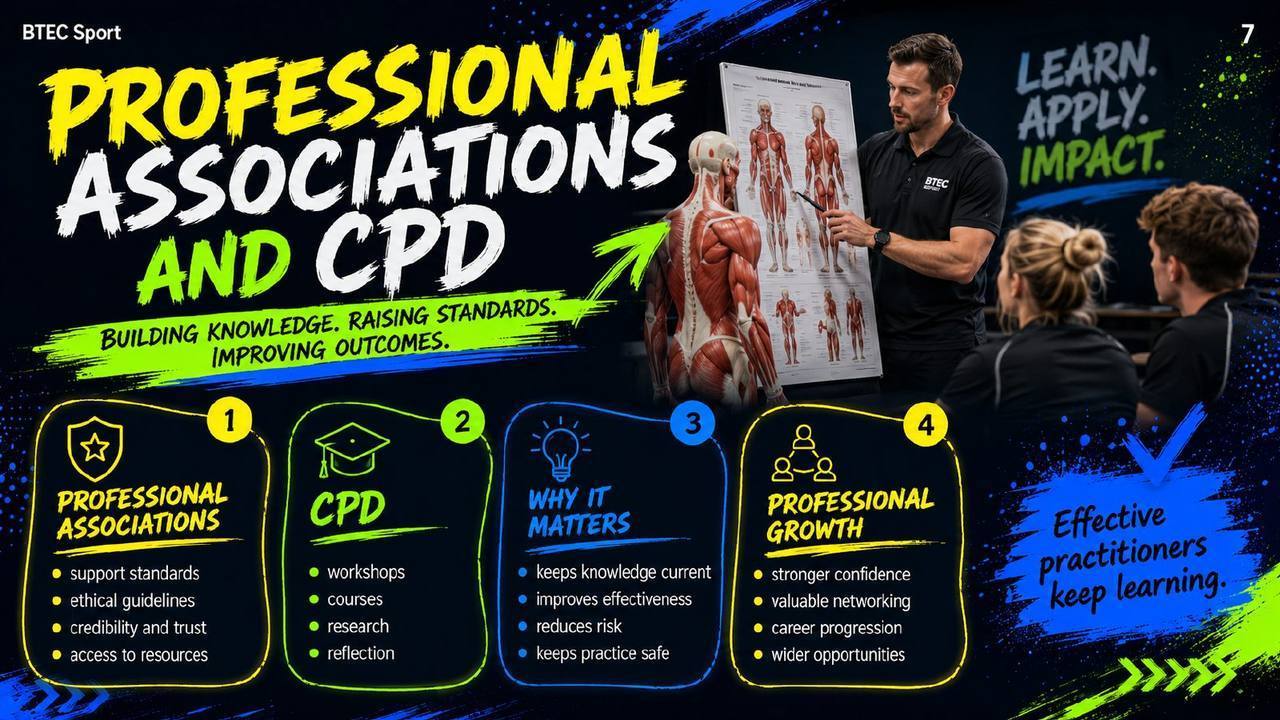 BTEC Sport
7
PROFESSIONAL
ASSOCIATIONS
AND CPD
BUILDING KNOWLEDGE. RAISING STANDARDS.
IMPROVING OUTCOMES.
LEARN.
APPLY.
IMPACT.
BTEC
1
PROFESSIONAL
ASSOCIATIONS
support standards
ethical guidelines
credibility and trust
access to resources
2
CPD
workshops
courses
research
reflection
3
WHY IT
MATTERS
keeps knowledge current
improves effectiveness
reduces risk
keeps practice safe
4
PROFESSIONAL
GROWTH
stronger confidence
valuable networking
career progression
wider opportunities
Effective
practitioners
keep learning.